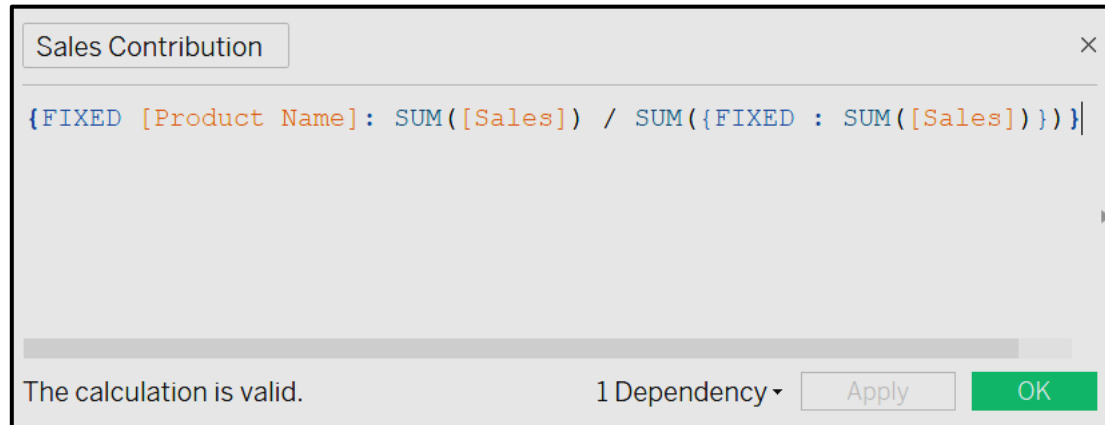 Sales Contribution ×
{FIXED [Product Name]: SUM([Sales]) / SUM({FIXED : SUM([Sales])})}
The calculation is valid. 1 Dependency Apply OK